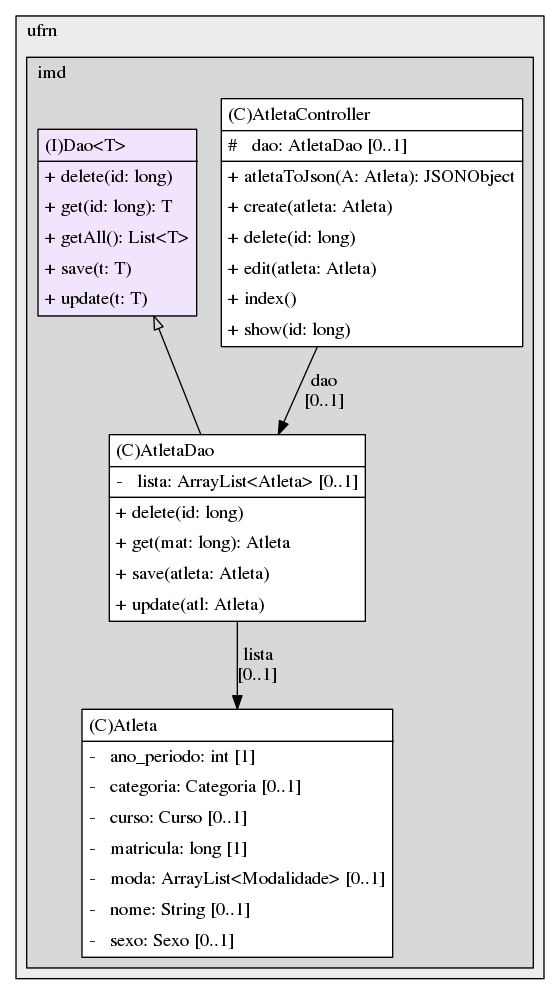 ufrn
imd
(I)Dao<T>
+ delete(id: long)
+ get(id: long): T
+ getAll(): List<T>
+ save(t: T)
+ update(t: T)
(C)AtletaController
# dao: AtletaDao [0..1]
+ atletaToJson(A: Atleta): JSONObject
+ create(atleta: Atleta)
+ delete(id: long)
+ edit(atleta: Atleta)
+ index()
+ show(id: long)
dao
[0..1]
(C)AtletaDao
- lista: ArrayList<Atleta> [0..1]
+ delete(id: long)
+ get(mat: long): Atleta
+ save(atleta: Atleta)
+ update(atl: Atleta)
lista
[0..1]
(C)Atleta
- ano_periodo: int [1]
- categoria: Categoria [0..1]
- curso: Curso [0..1]
- matricula: long [1]
- moda: ArrayList<Modalidade> [0..1]
- nome: String [0..1]
- sexo: Sexo [0..1]